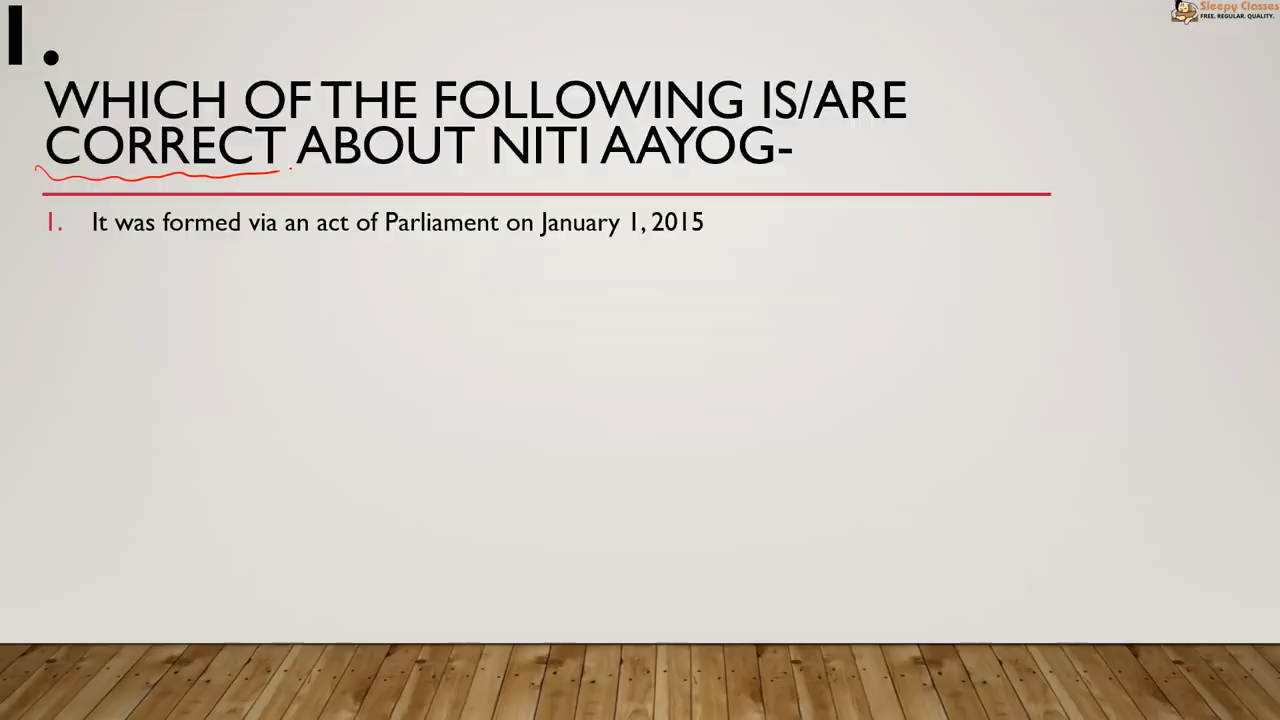 Sleepy Classes
FREE. REGULAR. QUALITY.
1.
WHICH OF THE FOLLOWING IS/ARE
CORRECT ABOUT NITI AAYOG-
1. It was formed via an act of Parliament on January 1, 2015